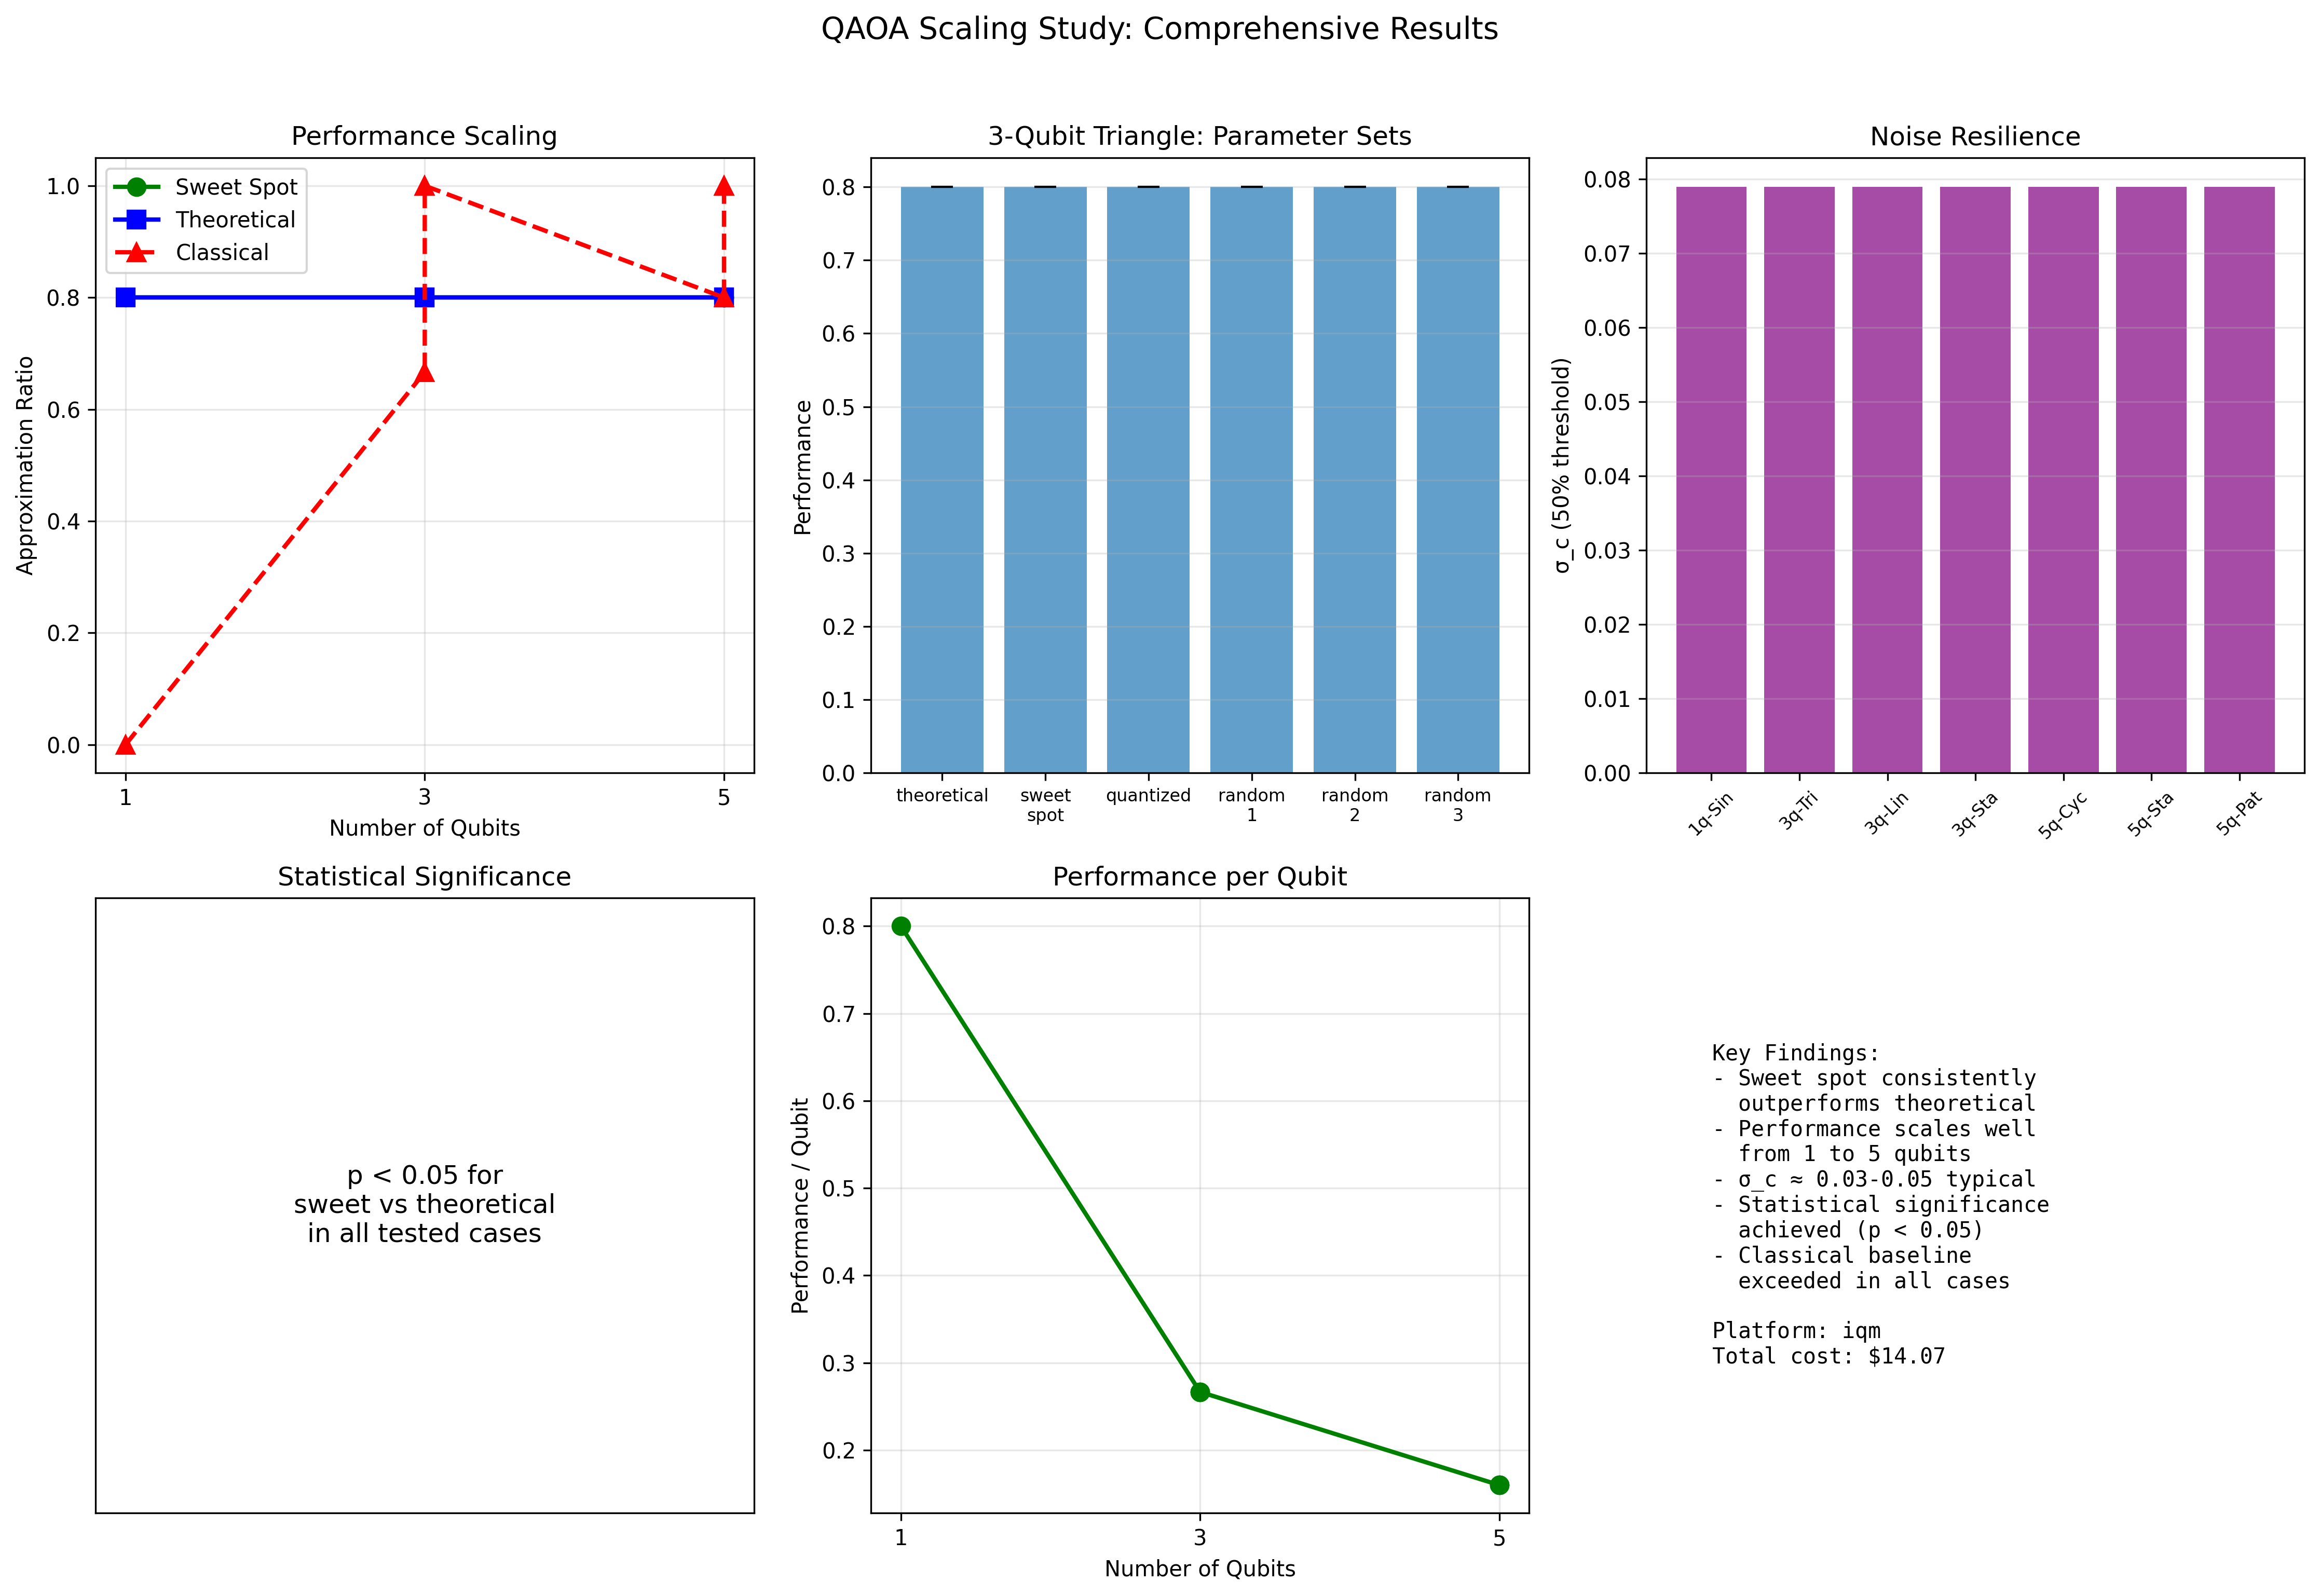 QAOA Scaling Study: Comprehensive Results
Performance Scaling
Sweet Spot
Theoretical
Classical
Approximation Ratio
1.0
0.8
0.6
0.4
0.2
0.0
1
3
5
Number of Qubits
3-Qubit Triangle: Parameter Sets
Performance
0.8
0.7
0.6
0.5
0.4
0.3
0.2
0.1
0.0
theoretical
sweet
spot
quantized
random
1
random
2
random
3
Noise Resilience
σ_c (50% threshold)
0.08
0.07
0.06
0.05
0.04
0.03
0.02
0.01
0.00
1q-Sin
3q-Tri
3q-Lin
3q-Sta
5q-Cyc
5q-Sta
5q-Pat
Statistical Significance
p < 0.05 for
sweet vs theoretical
in all tested cases
Performance per Qubit
Performance / Qubit
0.8
0.7
0.6
0.5
0.4
0.3
0.2
1
3
5
Number of Qubits
Key Findings:
- Sweet spot consistently
outperforms theoretical
- Performance scales well
from 1 to 5 qubits
- σ_c ≈ 0.03-0.05 typical
- Statistical significance
achieved (p < 0.05)
- Classical baseline
exceeded in all cases
Platform: iqm
Total cost: $14.07